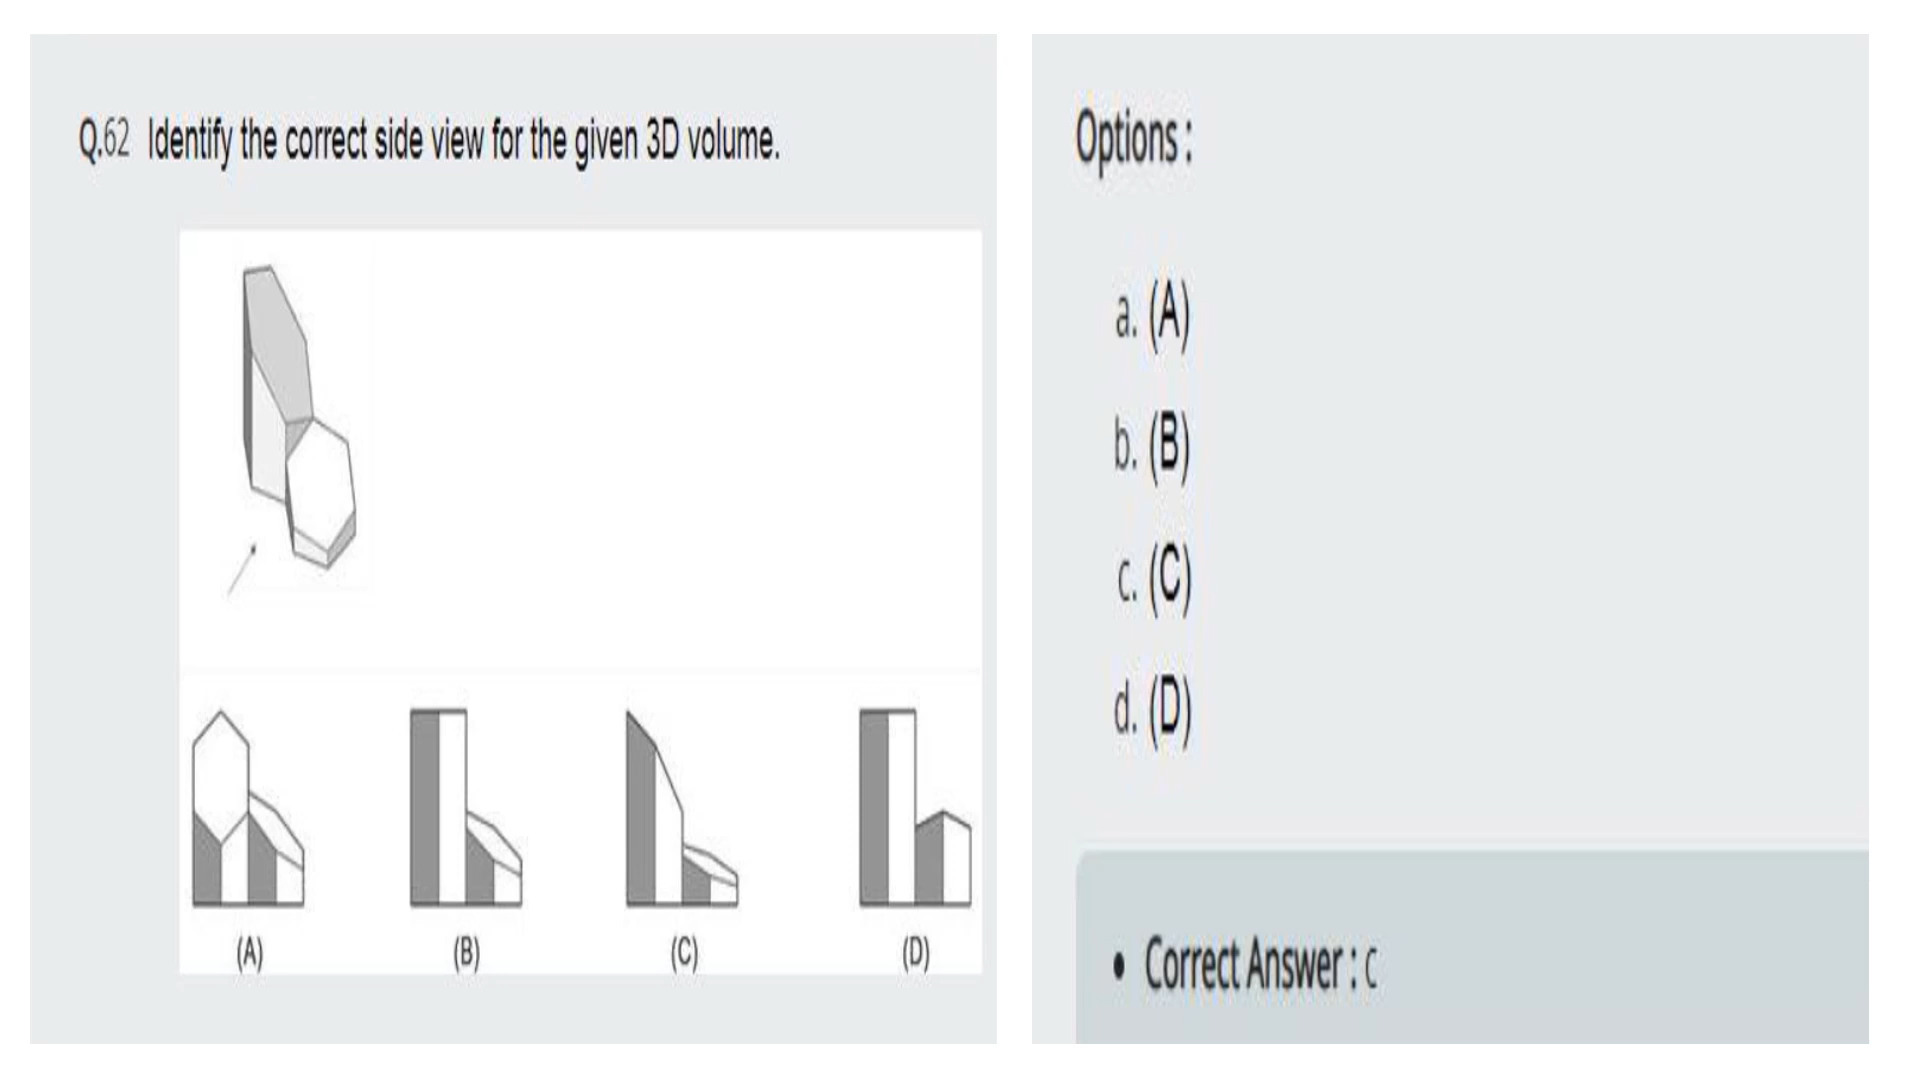 Q.62 Identify the correct side view for the given 3D volume.
(A) (B) (C) (D)
Options :
a. (A)
b. (B)
c. (C)
d. (D)
• Correct Answer : C